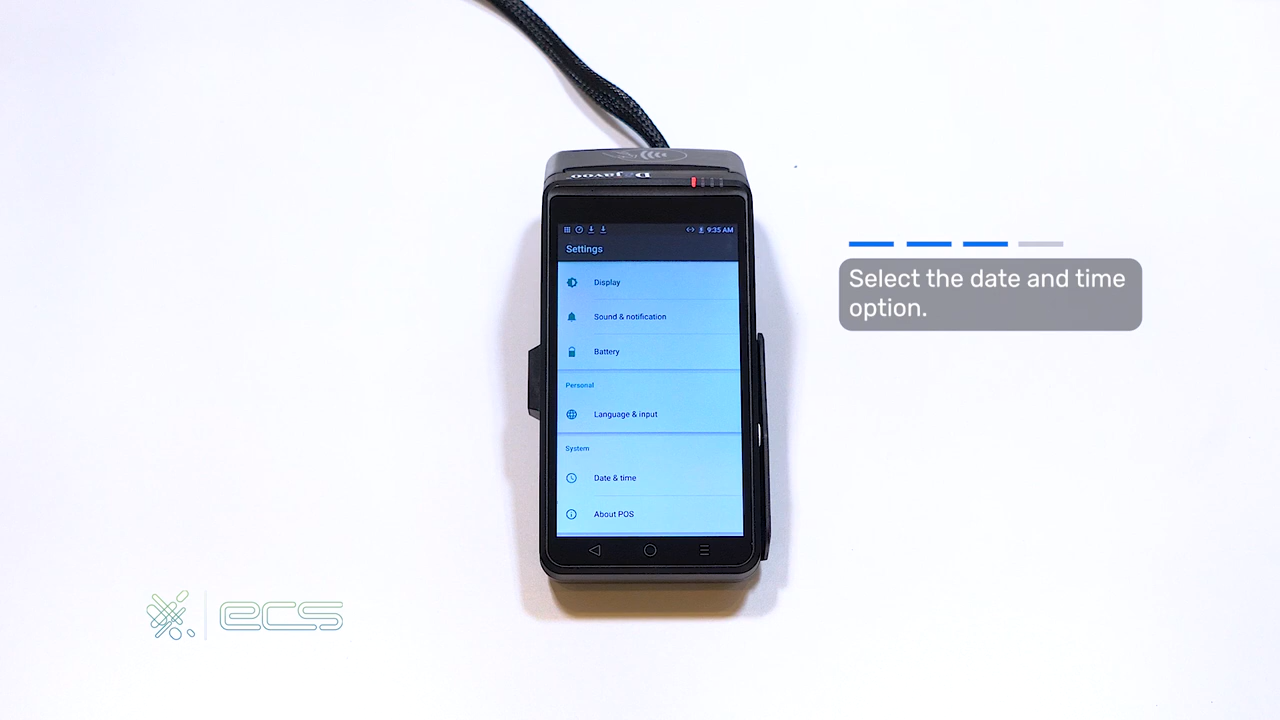 Dejavoo
9:35 AM
Settings
Display
Sound & notification
Battery
Personal
Language & input
System
Date & time
About POS
Select the date and time
option.
ecs